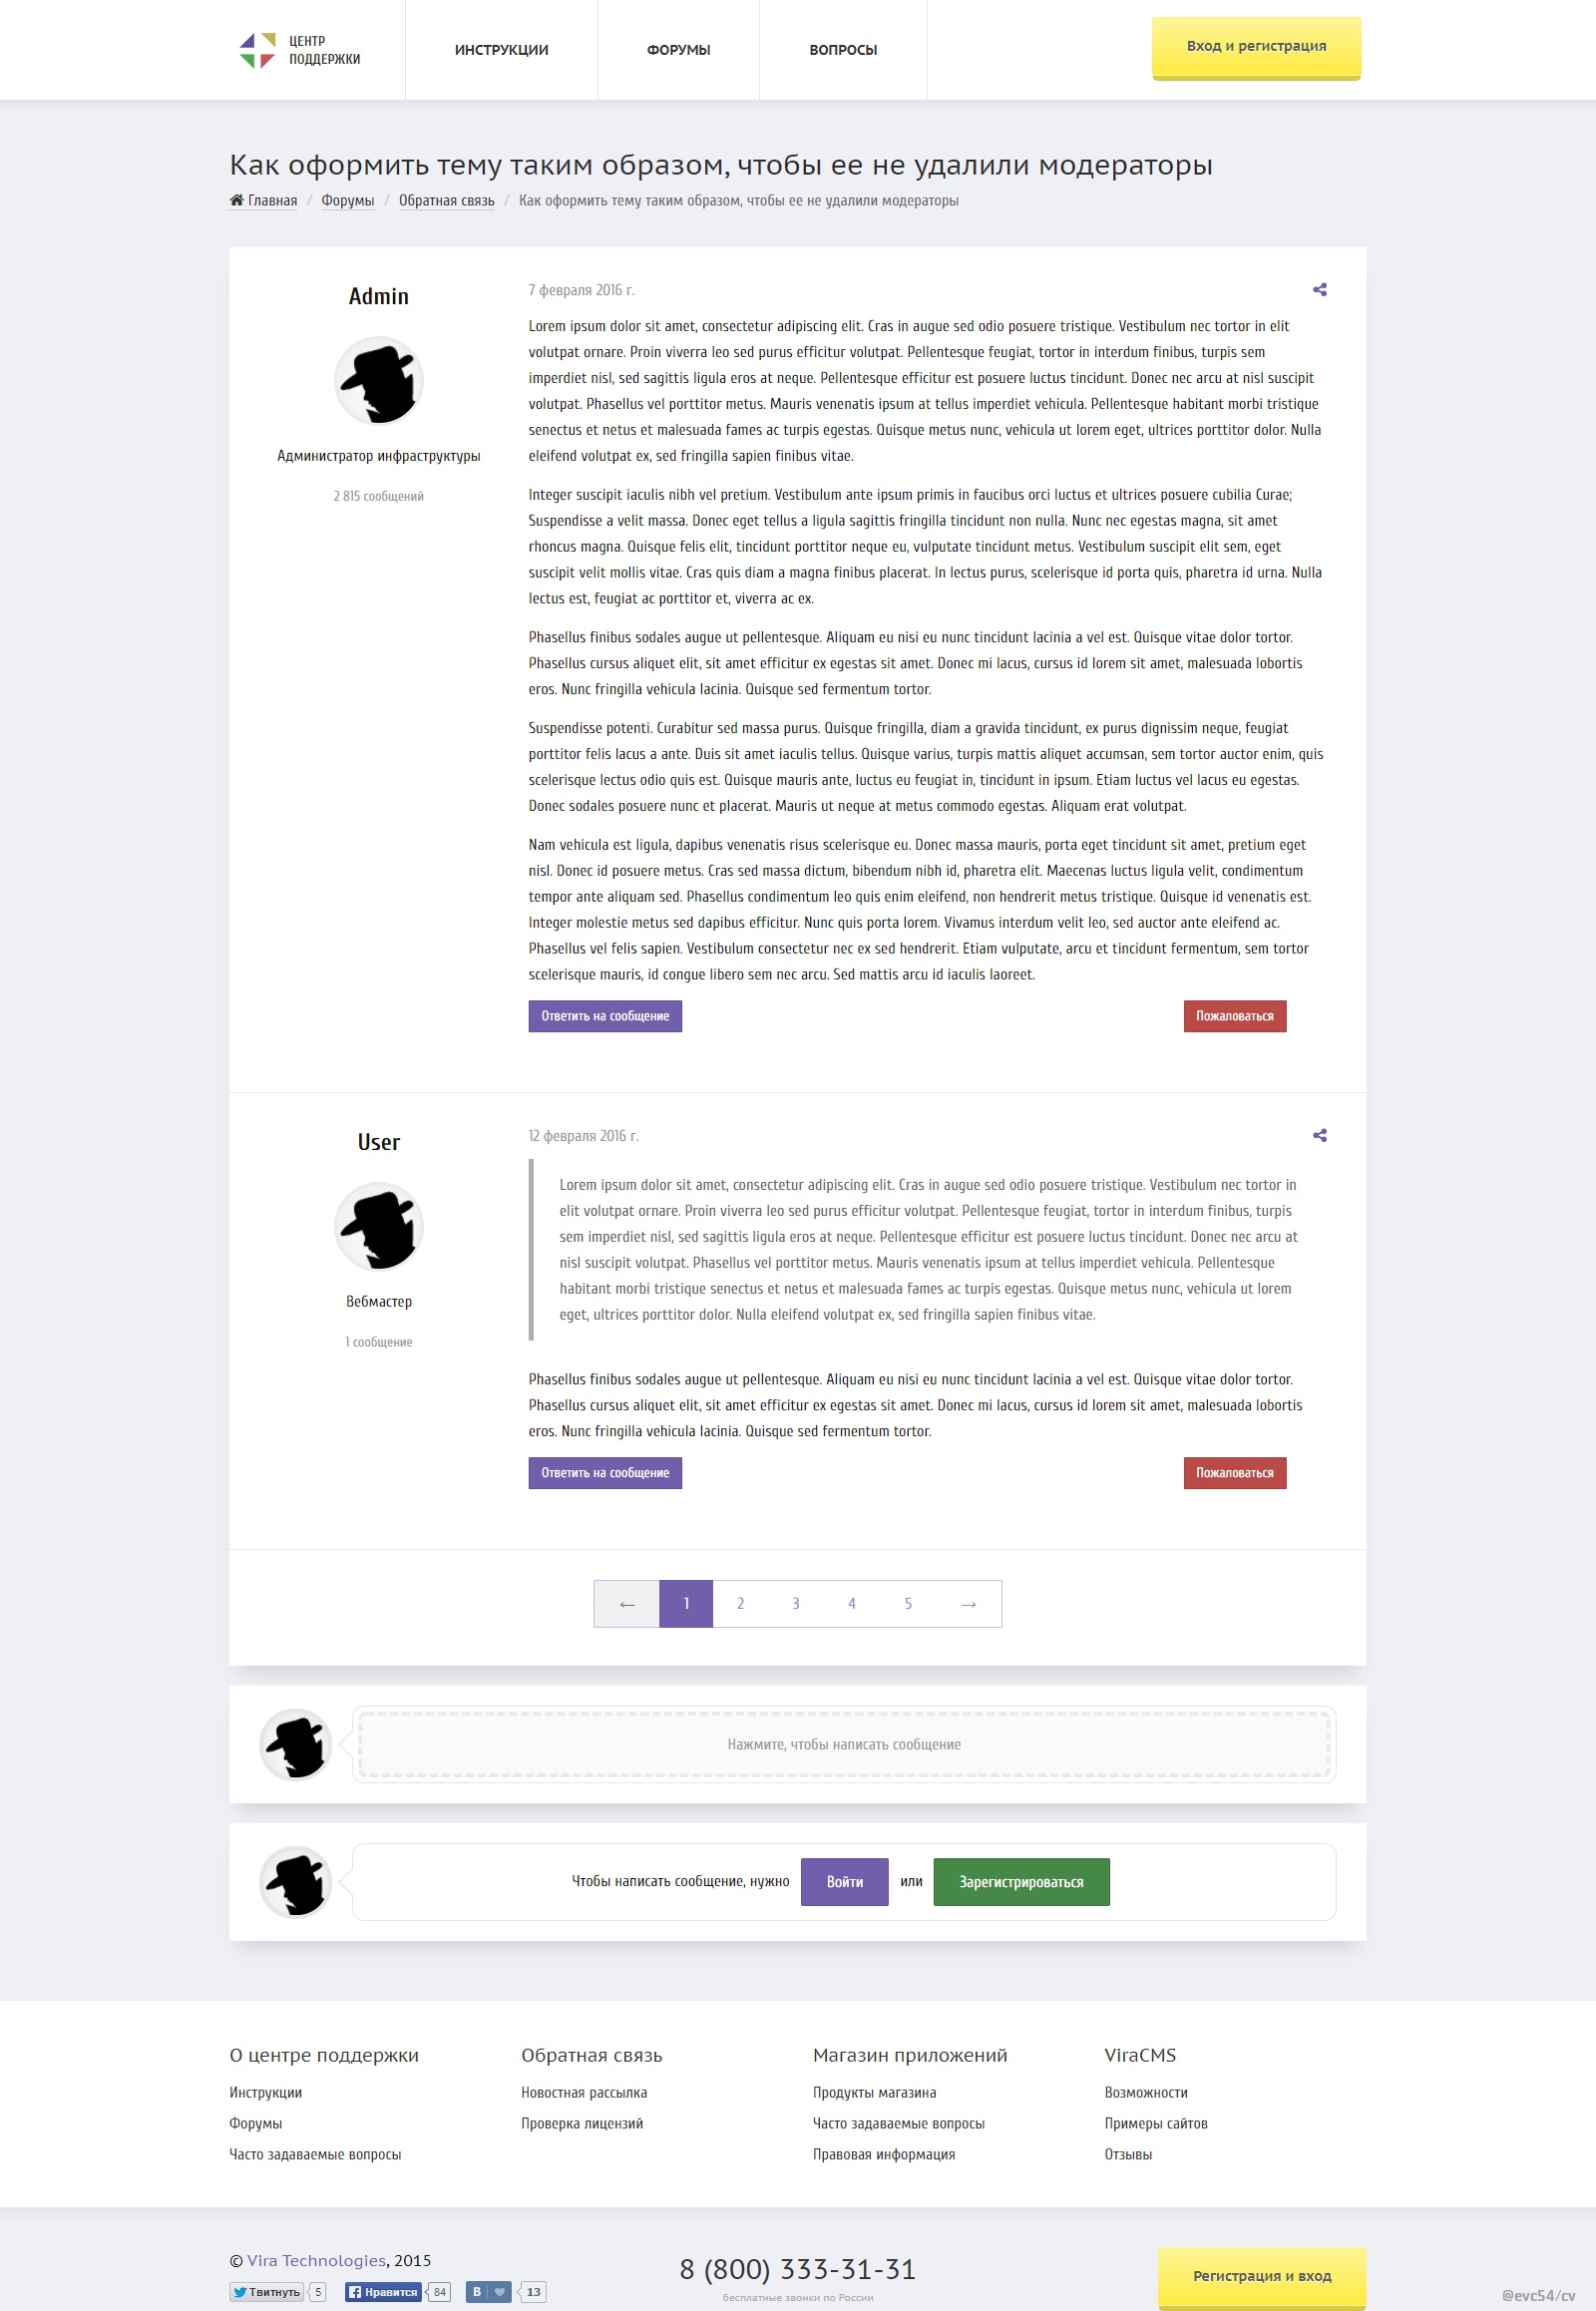 ЦЕНТР
ПОДДЕРЖКИ
ИНСТРУКЦИИ
ФОРУМЫ
ВОПРОСЫ
Вход и регистрация
Как оформить тему таким образом, чтобы ее не удалили модераторы
Главная / Форумы / Обратная связь / Как оформить тему таким образом, чтобы ее не удалили модераторы
Admin
Администратор инфраструктуры
2 815 сообщений
7 февраля 2016 г.
Lorem ipsum dolor sit amet, consectetur adipiscing elit. Cras in augue sed odio posuere tristique. Vestibulum nec tortor in elit
volutpat ornare. Proin viverra leo sed purus efficitur volutpat. Pellentesque feugiat, tortor in interdum finibus, turpis sem
imperdiet nisl, sed sagittis ligula eros at neque. Pellentesque efficitur est posuere luctus tincidunt. Donec nec arcu at nisl suscipit
volutpat. Phasellus vel porttitor metus. Mauris venenatis ipsum at tellus imperdiet vehicula. Pellentesque habitant morbi tristique
senectus et netus et malesuada fames ac turpis egestas. Quisque metus nunc, vehicula ut lorem eget, ultrices porttitor dolor. Nulla
eleifend volutpat ex, sed fringilla sapien finibus vitae.
Integer suscipit iaculis nibh vel pretium. Vestibulum ante ipsum primis in faucibus orci luctus et ultrices posuere cubilia Curae;
Suspendisse a velit massa. Donec eget tellus a ligula sagittis fringilla tincidunt non nulla. Nunc nec egestas magna, sit amet
rhoncus magna. Quisque felis elit, tincidunt porttitor neque eu, vulputate tincidunt metus. Vestibulum suscipit elit sem, eget
suscipit velit mollis vitae. Cras quis diam a magna finibus placerat. In lectus purus, scelerisque id porta quis, pharetra id urna. Nulla
lectus est, feugiat ac porttitor et, viverra ac ex.
Phasellus finibus sodales augue ut pellentesque. Aliquam eu nisi eu nunc tincidunt lacinia a vel est. Quisque vitae dolor tortor.
Phasellus cursus aliquet elit, sit amet efficitur ex egestas sit amet. Donec mi lacus, cursus id lorem sit amet, malesuada lobortis
eros. Nunc fringilla vehicula lacinia. Quisque sed fermentum tortor.
Suspendisse potenti. Curabitur sed massa purus. Quisque fringilla, diam a gravida tincidunt, ex purus dignissim neque, feugiat
porttitor felis lacus a ante. Duis sit amet iaculis tellus. Quisque varius, turpis mattis aliquet accumsan, sem tortor auctor enim, quis
scelerisque lectus odio quis est. Quisque mauris ante, luctus eu feugiat in, tincidunt in ipsum. Etiam luctus vel lacus eu egestas.
Donec sodales posuere nunc et placerat. Mauris ut neque at metus commodo egestas. Aliquam erat volutpat.
Nam vehicula est ligula, dapibus venenatis risus scelerisque eu. Donec massa mauris, porta eget tincidunt sit amet, pretium eget
nisl. Donec id posuere metus. Cras sed massa dictum, bibendum nibh id, pharetra elit. Maecenas luctus ligula velit, condimentum
tempor ante aliquam sed. Phasellus condimentum leo quis enim eleifend, non hendrerit metus tristique. Quisque id venenatis est.
Integer molestie metus sed dapibus efficitur. Nunc quis porta lorem. Vivamus interdum velit leo, sed auctor ante eleifend ac.
Phasellus vel felis sapien. Vestibulum consectetur nec ex sed hendrerit. Etiam vulputate, arcu et tincidunt fermentum, sem tortor
scelerisque mauris, id congue libero sem nec arcu. Sed mattis arcu id iaculis laoreet.
Ответить на сообщение
Пожаловаться
User
Вебмастер
1 сообщение
12 февраля 2016 г.
Lorem ipsum dolor sit amet, consectetur adipiscing elit. Cras in augue sed odio posuere tristique. Vestibulum nec tortor in
elit volutpat ornare. Proin viverra leo sed purus efficitur volutpat. Pellentesque feugiat, tortor in interdum finibus, turpis
sem imperdiet nisl, sed sagittis ligula eros at neque. Pellentesque efficitur est posuere luctus tincidunt. Donec nec arcu at
nisl suscipit volutpat. Phasellus vel porttitor metus. Mauris venenatis ipsum at tellus imperdiet vehicula. Pellentesque
habitant morbi tristique senectus et netus et malesuada fames ac turpis egestas. Quisque metus nunc, vehicula ut lorem
eget, ultrices porttitor dolor. Nulla eleifend volutpat ex, sed fringilla sapien finibus vitae.
Phasellus finibus sodales augue ut pellentesque. Aliquam eu nisi eu nunc tincidunt lacinia a vel est. Quisque vitae dolor tortor.
Phasellus cursus aliquet elit, sit amet efficitur ex egestas sit amet. Donec mi lacus, cursus id lorem sit amet, malesuada lobortis
eros. Nunc fringilla vehicula lacinia. Quisque sed fermentum tortor.
Ответить на сообщение
Пожаловаться
← 1 2 3 4 5 →
Нажмите, чтобы написать сообщение
Чтобы написать сообщение, нужно Войти или Зарегистрироваться
О центре поддержки
Инструкции
Форумы
Часто задаваемые вопросы
Обратная связь
Новостная рассылка
Проверка лицензий
Магазин приложений
Продукты магазина
Часто задаваемые вопросы
Правовая информация
ViraCMS
Возможности
Примеры сайтов
Отзывы
© Vira Technologies, 2015
Твитнуть 5
Нравится 84
В 13
8 (800) 333-31-31
бесплатные звонки по России
Регистрация и вход
@evc54/cv